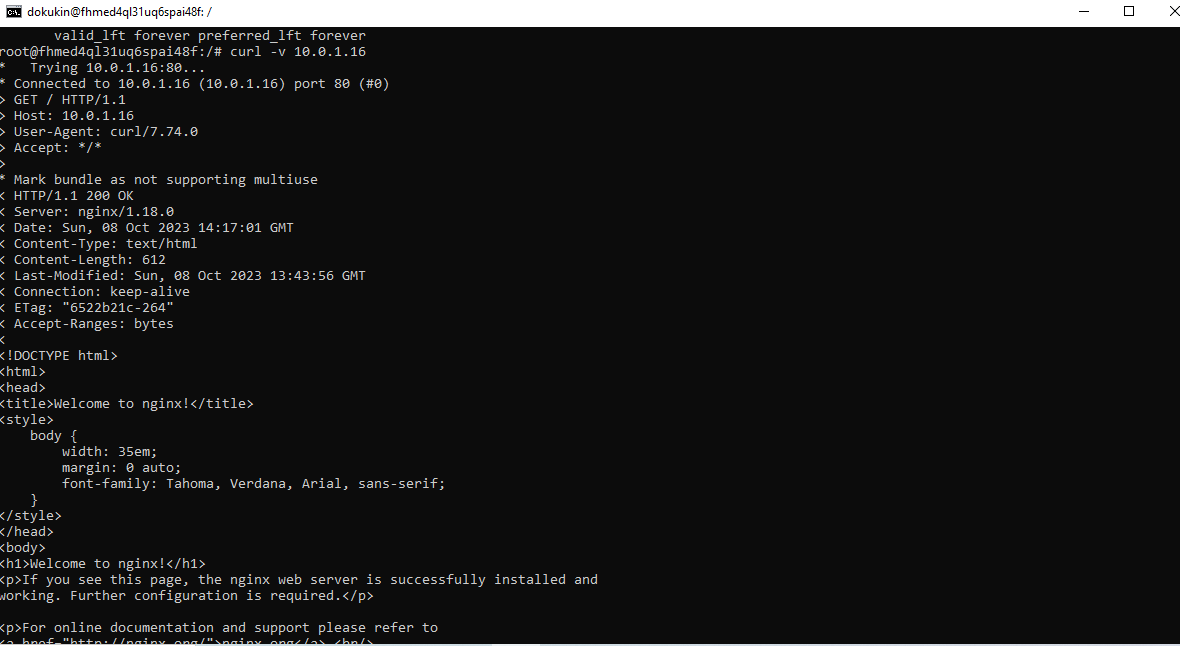 dokukin@fhmed4ql31uq6spai48f: /
valid_lft forever preferred_lft forever
root@fhmed4ql31uq6spai48f:/# curl -v 10.0.1.16
*   Trying 10.0.1.16:80...
* Connected to 10.0.1.16 (10.0.1.16) port 80 (#0)
> GET / HTTP/1.1
> Host: 10.0.1.16
> User-Agent: curl/7.74.0
> Accept: */*
>
* Mark bundle as not supporting multiuse
< HTTP/1.1 200 OK
< Server: nginx/1.18.0
< Date: Sun, 08 Oct 2023 14:17:01 GMT
< Content-Type: text/html
< Content-Length: 612
< Last-Modified: Sun, 08 Oct 2023 13:43:56 GMT
< Connection: keep-alive
< ETag: "6522b21c-264"
< Accept-Ranges: bytes
<
<!DOCTYPE html>
<html>
<head>
<title>Welcome to nginx!</title>
<style>
    body {
        width: 35em;
        margin: 0 auto;
        font-family: Tahoma, Verdana, Arial, sans-serif;
    }
</style>
</head>
<body>
<h1>Welcome to nginx!</h1>
<p>If you see this page, the nginx web server is successfully installed and
working. Further configuration is required.</p>

<p>For online documentation and support please refer to
<a href="http://nginx.org/">nginx.org</a>.<br/>